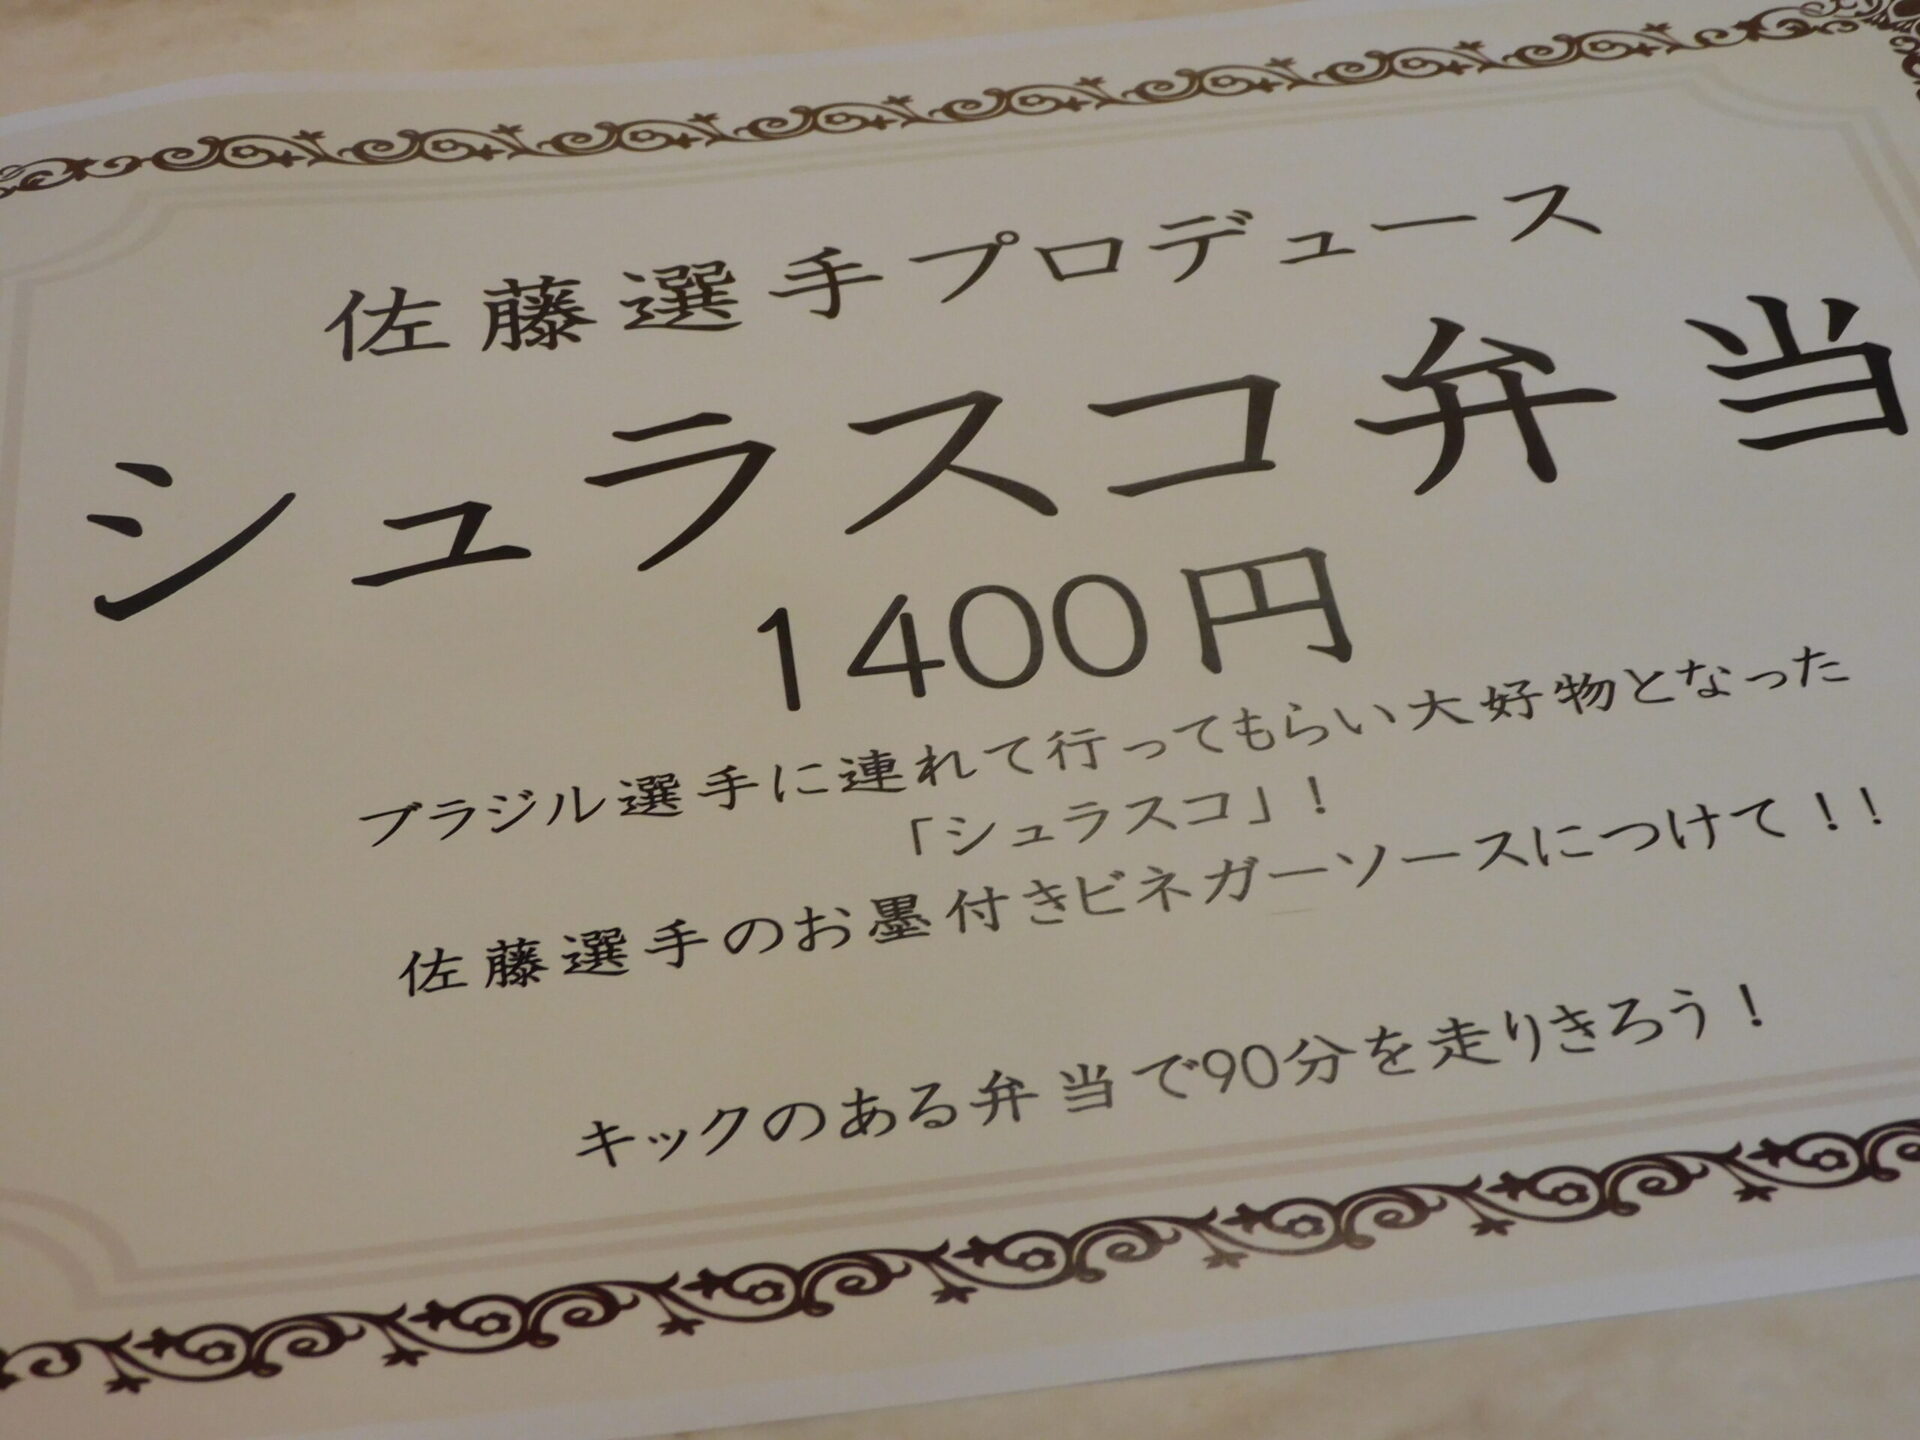 佐藤選手プロデュース
シュラスコ弁当
1400円
ブラジル選手に連れて行ってもらい大好物となった
「シュラスコ」！
佐藤選手のお墨付きビネガーソースにつけて！！
キックのある弁当で90分を走りきろう！